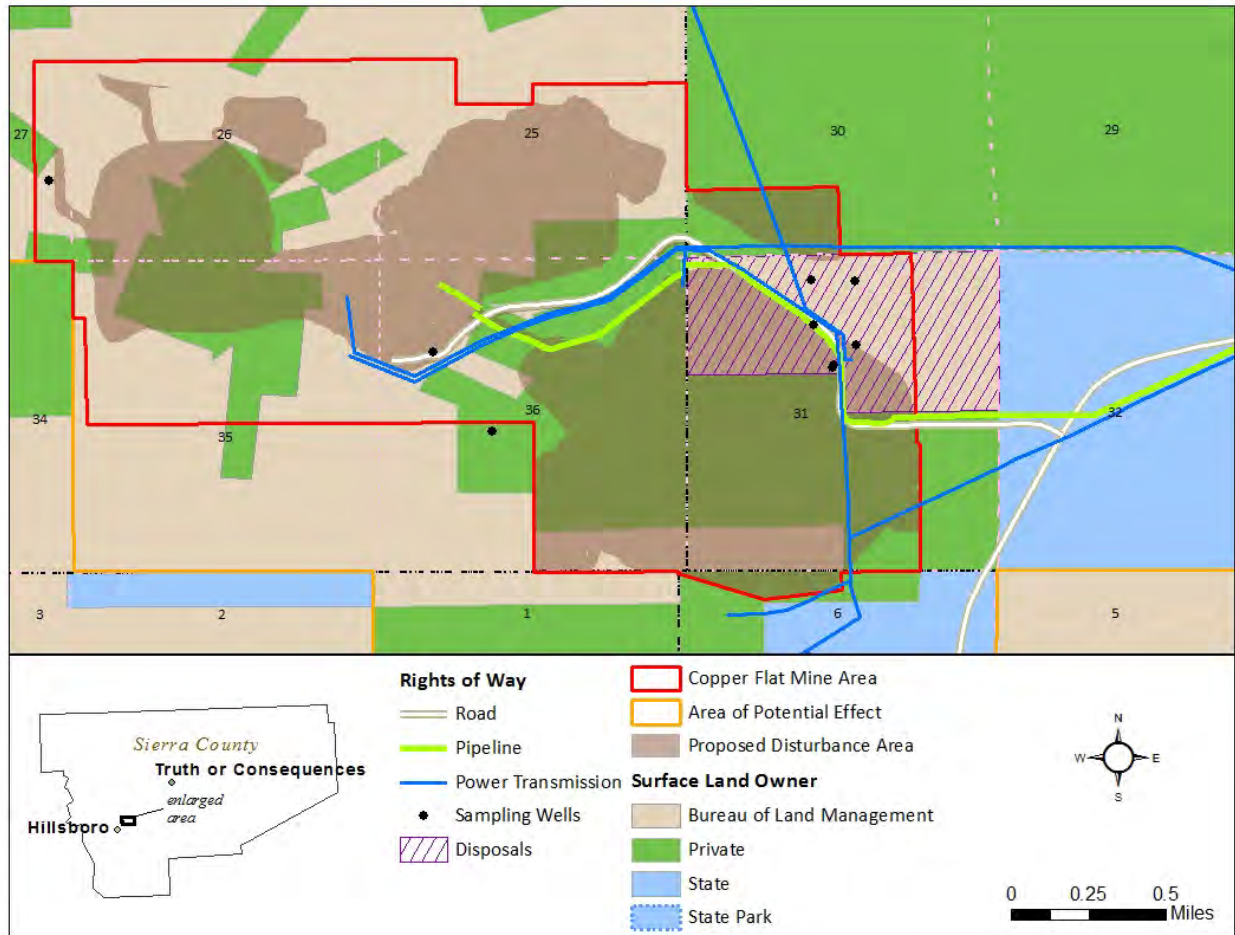 27
26
25
30
29
34
35
36
31
32
3
2
1
6
5
Sierra County
Truth or Consequences
enlarged
area
Hillsboro
Rights of Way
Road
Pipeline
Power Transmission
Sampling Wells
Disposals
Copper Flat Mine Area
Area of Potential Effect
Proposed Disturbance Area
Surface Land Owner
Bureau of Land Management
Private
State
State Park
N
W
E
S
0 0.25 0.5
Miles